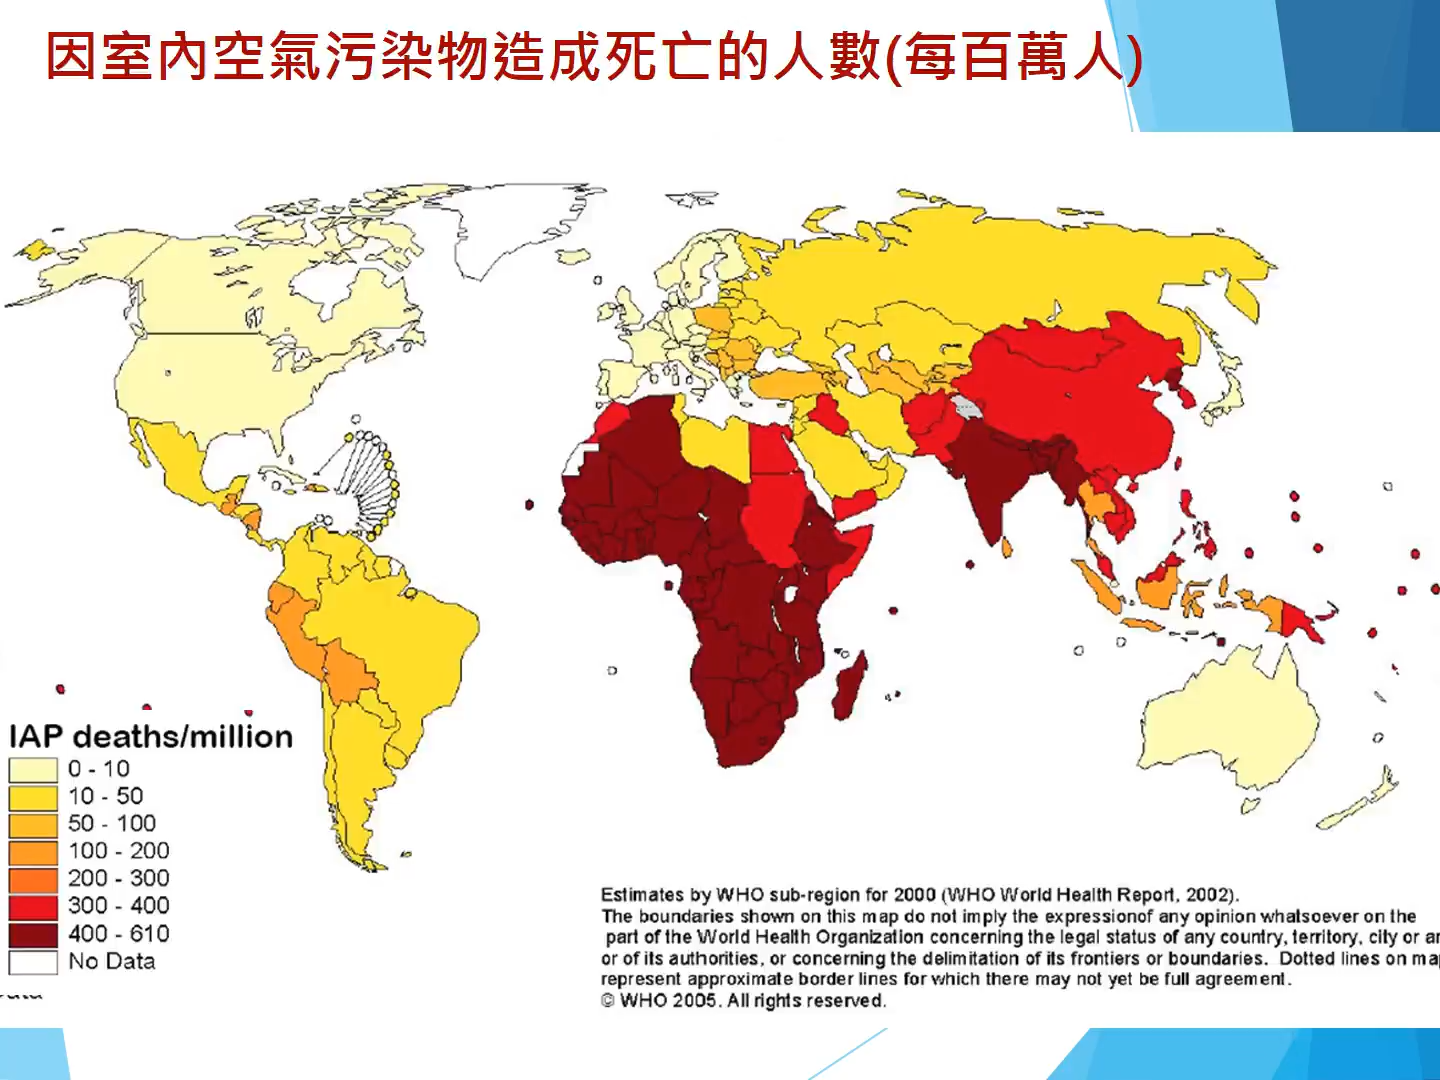 因室內空氣污染物造成死亡的人數(每百萬人)
IAP deaths/million
0 - 10
10 - 50
50 - 100
100 - 200
200 - 300
300 - 400
400 - 610
No Data
Estimates by WHO sub-region for 2000 (WHO World Health Report, 2002).
The boundaries shown on this map do not imply the expressionof any opinion whatsoever on the
part of the World Health Organization concerning the legal status of any country, territory, city or
or of its authorities, or concerning the delimitation of its frontiers or boundaries. Dotted lines on
represent approximate border lines for which there may not yet be full agreement.
© WHO 2005. All rights reserved.